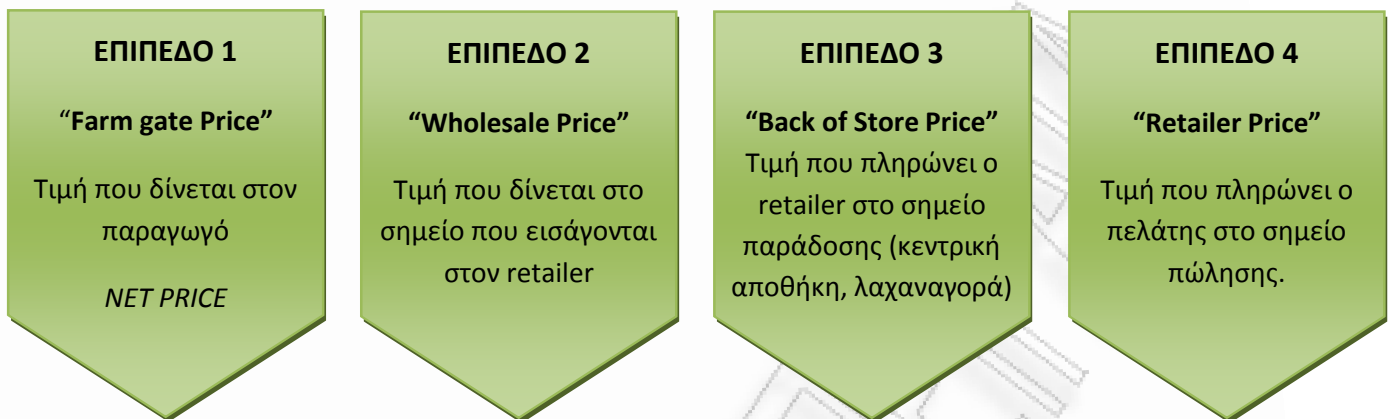 ΕΠΙΠΕΔΟ 1
“Farm gate Price”
Τιμή που δίνεται στον
παραγωγό
NET PRICE
ΕΠΙΠΕΔΟ 2
“Wholesale Price”
Τιμή που δίνεται στο
σημείο που εισάγονται
στον retailer
ΕΠΙΠΕΔΟ 3
“Back of Store Price”
Τιμή που πληρώνει ο
retailer στο σημείο
παράδοσης (κεντρική
αποθήκη, λαχαναγορά)
ΕΠΙΠΕΔΟ 4
“Retailer Price”
Τιμή που πληρώνει ο
πελάτης στο σημείο
πώλησης.